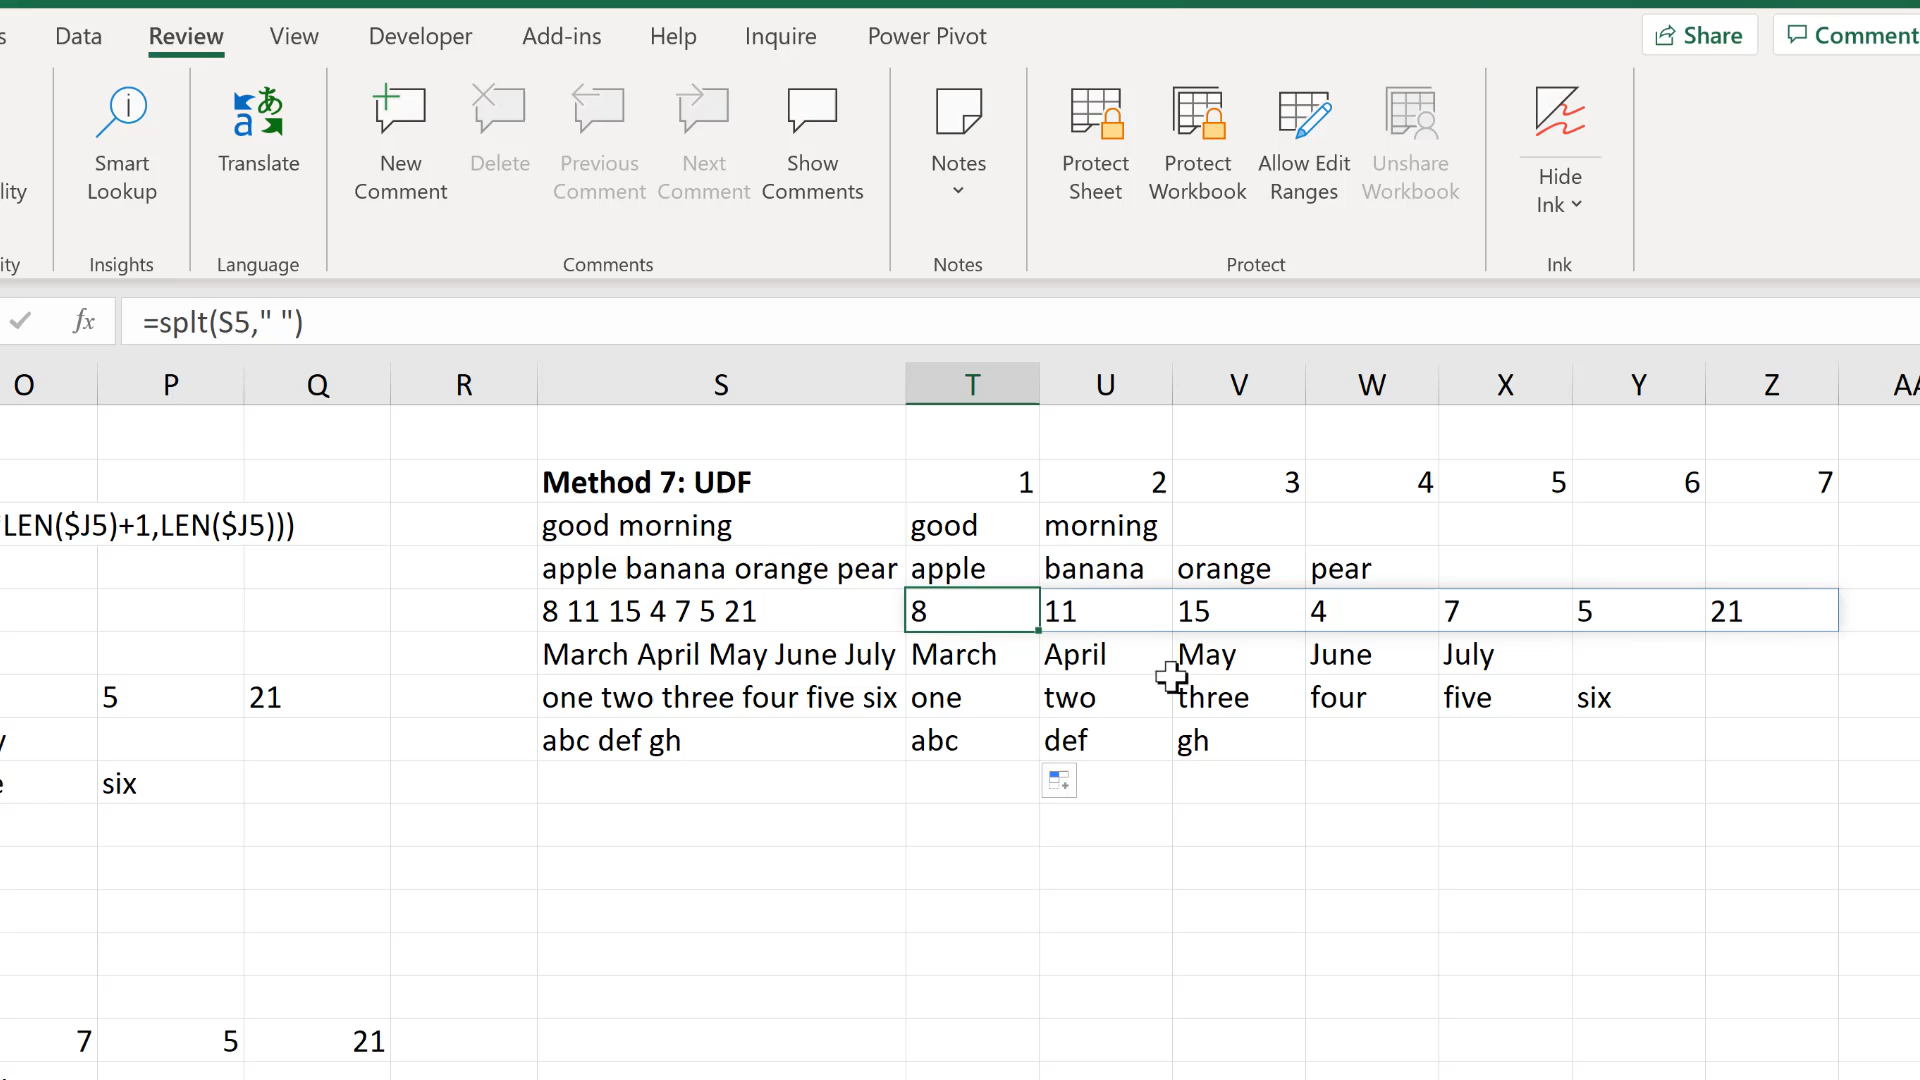 s Data Review View Developer Add-ins Help Inquire Power Pivot Share Comment
Smart Lookup Translate New Comment Delete Previous Comment Next Comment Show Comments Notes Protect Sheet Protect Workbook Allow Edit Ranges Unshare Workbook Hide Ink
lity
ity Insights Language Comments Notes Protect Ink
fx =splt(S5," ")
O P Q R S T U V W X Y Z AA
Method 7: UDF 1 2 3 4 5 6 7
LEN($J5)+1,LEN($J5))) good morning good morning
apple banana orange pear apple banana orange pear
8 11 15 4 7 5 21 8 11 15 4 7 5 21
March April May June July March April May June July
5 21 one two three four five six one two three four five six
y abc def gh abc def gh
e six
7 5 21